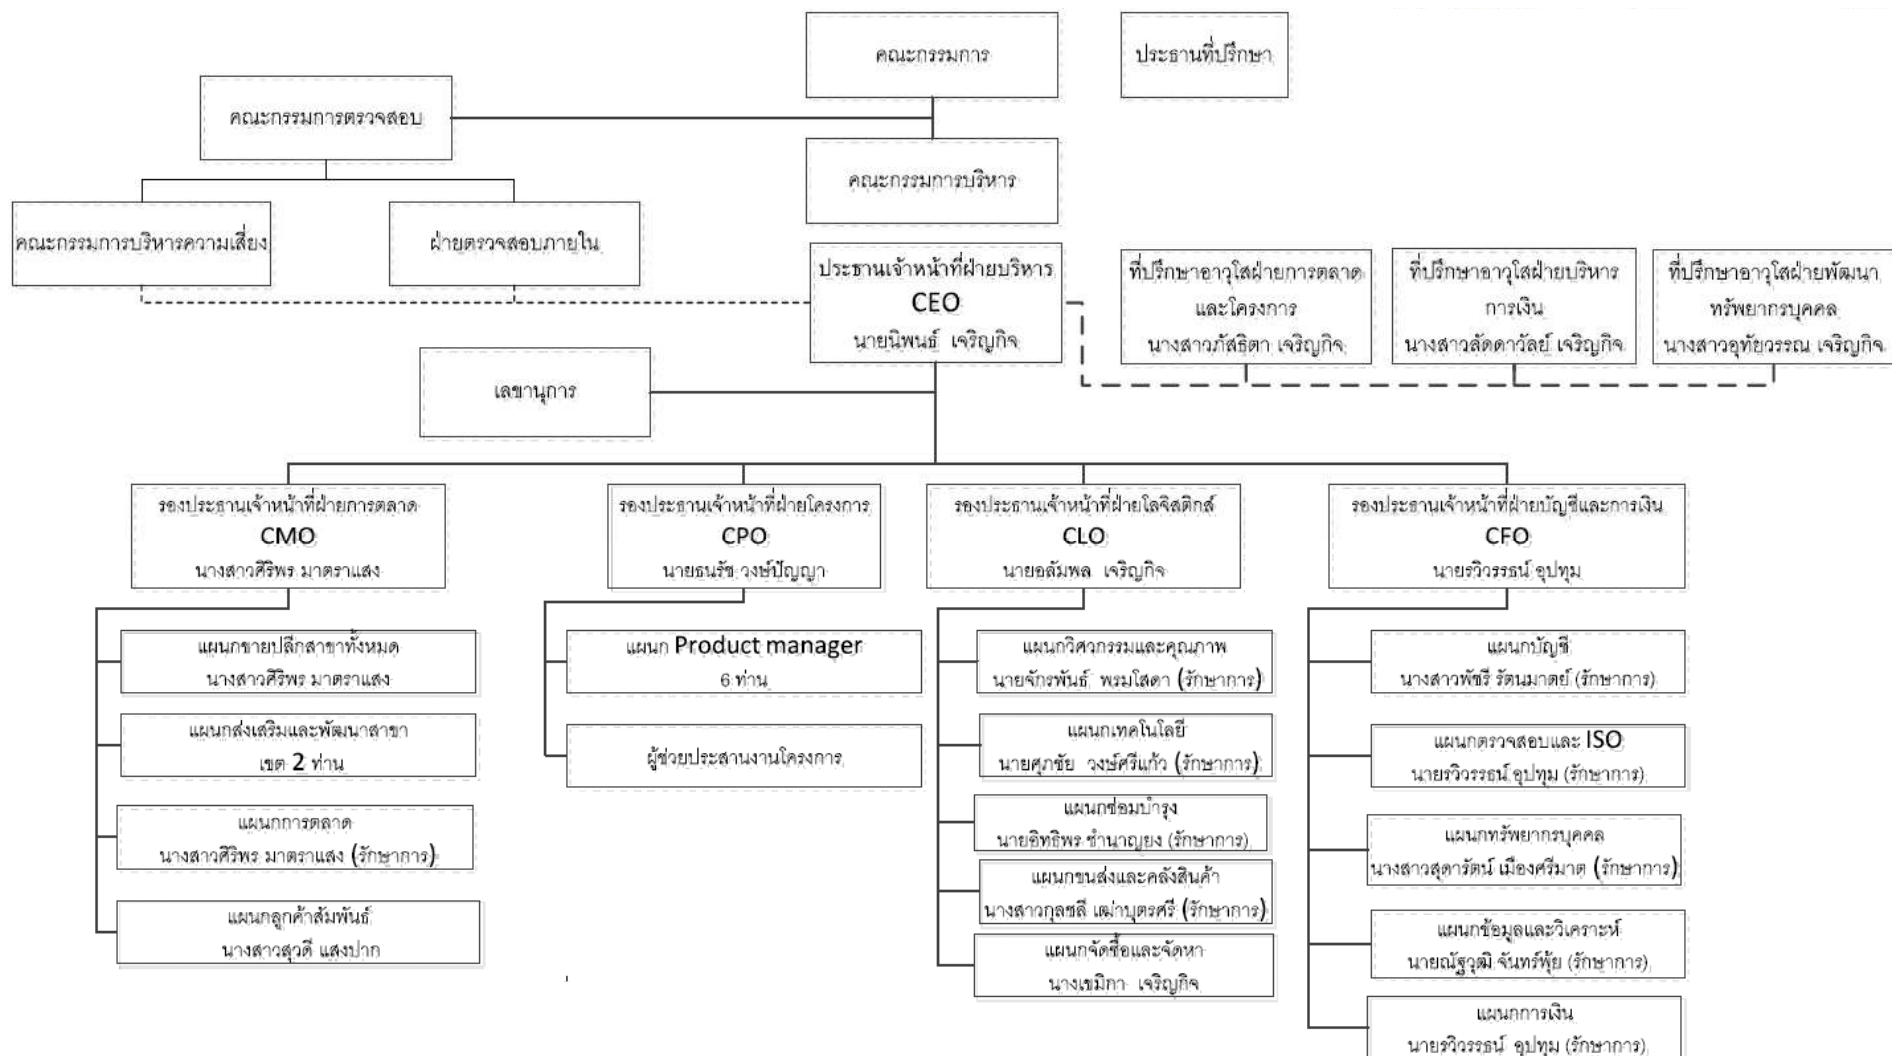 คณะกรรมการ
ประธานที่ปรึกษา
คณะกรรมการตรวจสอบ
คณะกรรมการบริหาร
คณะกรรมการบริหารความเสี่ยง
ฝ่ายตรวจสอบภายใน
ประธานเจ้าหน้าที่ฝ่ายบริหาร
CEO
นายนิพนธ์ เจริญกิจ
ที่ปรึกษาอาวุโสฝ่ายการตลาด
และโครงการ
นางสาวภัสธิตา เจริญกิจ
ที่ปรึกษาอาวุโสฝ่ายบริหาร
การเงิน
นางสาวลัดดาวัลย์ เจริญกิจ
ที่ปรึกษาอาวุโสฝ่ายพัฒนา
ทรัพยากรบุคคล
นางสาวอุทัยวรรณ เจริญกิจ
เลขานุการ
รองประธานเจ้าหน้าที่ฝ่ายการตลาด
CMO
นางสาวศิริพร มาตราแสง
รองประธานเจ้าหน้าที่ฝ่ายโครงการ
CPO
นายธนรัช วงษ์ปัญญา
รองประธานเจ้าหน้าที่ฝ่ายโลจิสติกส์
CLO
นายอลัมพล เจริญกิจ
รองประธานเจ้าหน้าที่ฝ่ายบัญชีและการเงิน
CFO
นายรวิวรรธน์ อุปทุม
แผนกขายปลีกสาขาทั้งหมด
นางสาวศิริพร มาตราแสง
แผนกส่งเสริมและพัฒนาสาขา
เขต 2 ท่าน
แผนกการตลาด
นางสาวศิริพร มาตราแสง (รักษาการ)
แผนกลูกค้าสัมพันธ์
นางสาวสุวดี แสงปาก
แผนก Product manager
6 ท่าน
ผู้ช่วยประสานงานโครงการ
แผนกวิศวกรรมและคุณภาพ
นายจักรพันธ์ พรมโสดา (รักษาการ)
แผนกเทคโนโลยี
นายศุภชัย วงษ์ศรีแก้ว (รักษาการ)
แผนกซ่อมบำรุง
นายอิทธิพร ชำนาญยง (รักษาการ)
แผนกขนส่งและคลังสินค้า
นางสาวกุลชลี เฒ่าบุตรศรี (รักษาการ)
แผนกจัดซื้อและจัดหา
นางเขมิกา เจริญกิจ
แผนกบัญชี
นางสาวพัชรี รัตนมาตย์ (รักษาการ)
แผนกตรวจสอบและ ISO
นายรวิวรรธน์ อุปทุม (รักษาการ)
แผนกทรัพยากรบุคคล
นางสาวสุดารัตน์ เมืองศรีมาต (รักษาการ)
แผนกข้อมูลและวิเคราะห์
นายณัฐวุฒิ จันทร์พุ้ย (รักษาการ)
แผนกการเงิน
นายรวิวรรธน์ อุปทุม (รักษาการ)